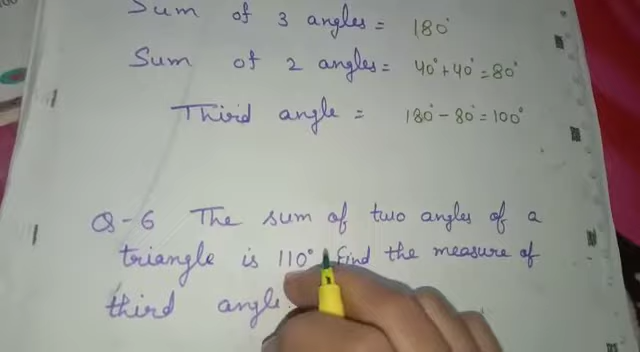 Sum of 3 angles = 180°
Sum of 2 angles = 40°+40°=80°
Third angle = 180°-80°=100°
Q-6 The sum of two angles of a
triangle is 110° Find the measure of
third angle.